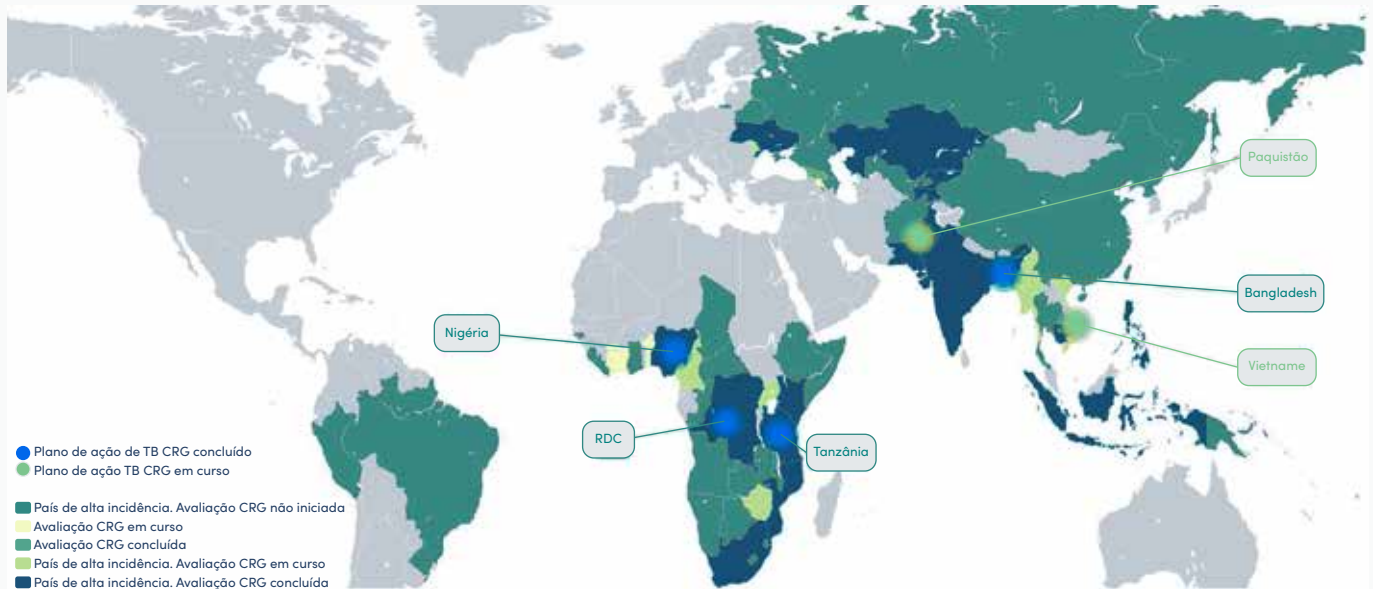 Paquistão
Bangladesh
Nigéria
Vietname
RDC
Tanzânia
Plano de ação de TB CRG concluído
Plano de ação TB CRG em curso
País de alta incidência. Avaliação CRG não iniciada
Avaliação CRG em curso
Avaliação CRG concluída
País de alta incidência. Avaliação CRG em curso
País de alta incidência. Avaliação CRG concluída